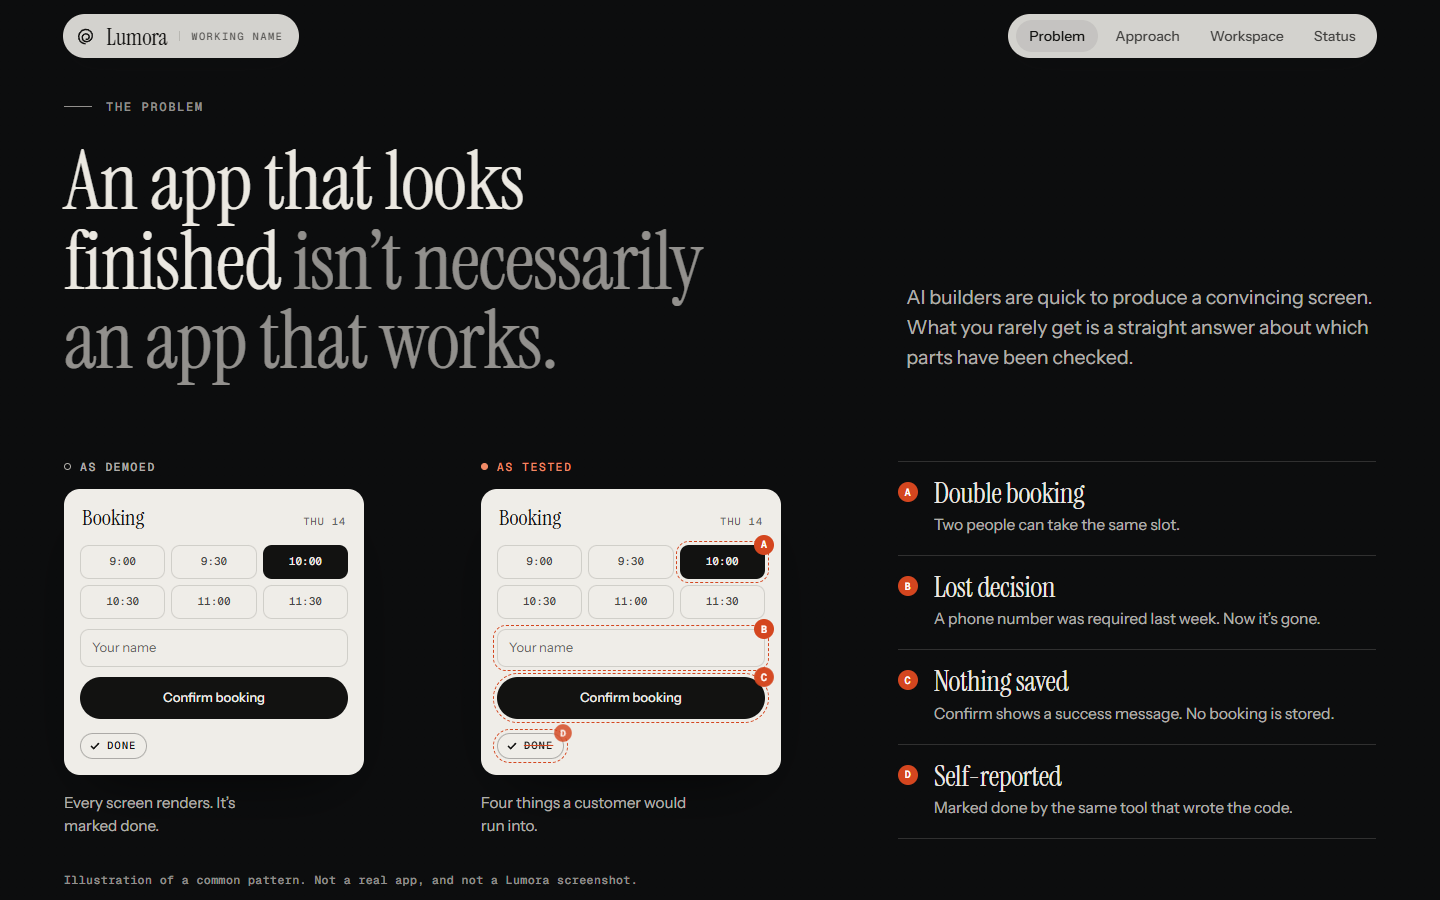 Lumora | WORKING NAME
Problem Approach Workspace Status
THE PROBLEM
An app that looks
finished isn’t necessarily
an app that works.
AI builders are quick to produce a convincing screen.
What you rarely get is a straight answer about which
parts have been checked.
AS DEMOED
Booking THU 14
9:00 9:30 10:00
10:30 11:00 11:30
Your name
Confirm booking
DONE
Every screen renders. It’s
marked done.
AS TESTED
Booking THU 14
A
9:00 9:30 10:00
10:30 11:00 11:30
B
Your name
C
Confirm booking
D
DONE
Four things a customer would
run into.
A Double booking
Two people can take the same slot.
B Lost decision
A phone number was required last week. Now it’s gone.
C Nothing saved
Confirm shows a success message. No booking is stored.
D Self-reported
Marked done by the same tool that wrote the code.
Illustration of a common pattern. Not a real app, and not a Lumora screenshot.